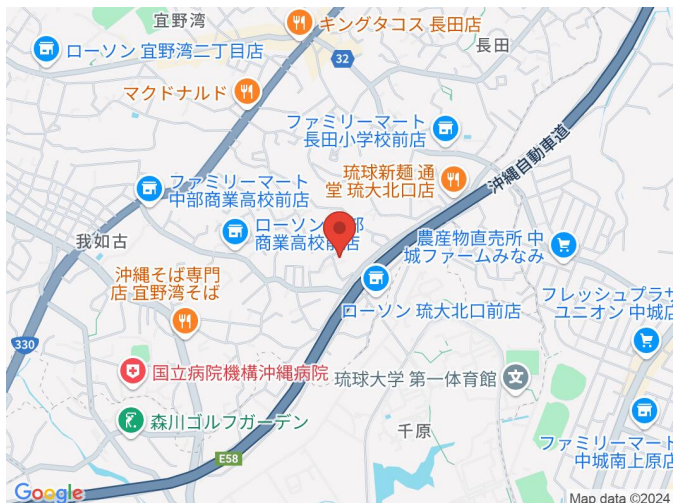 宜野湾
キングタコス 長田店
ローソン 宜野湾二丁目店
長田
32
マクドナルド
ファミリーマート
長田小学校前店
沖縄自動車道
琉球新麺 通
堂 琉大北口店
ファミリーマート
中部商業高校前店
ローソン
部
商業高校前店
我如古
農産物直売所 中
城ファームみなみ
沖縄そば専門
店 宜野湾そば
ローソン 琉大北口前店
フレッシュプラザ
ユニオン 中城店
330
国立病院機構沖縄病院
琉球大学 第一体育館
森川ゴルフガーデン
千原
ファミリーマート
中城南上原店
E58
Google
Map data ©2024